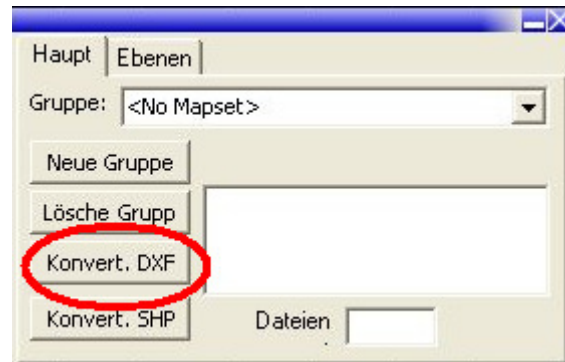 Haupt Ebenen
Gruppe: <No Mapset>
Neue Gruppe
Lösche Grupp
Konvert. DXF
Konvert. SHP Dateien